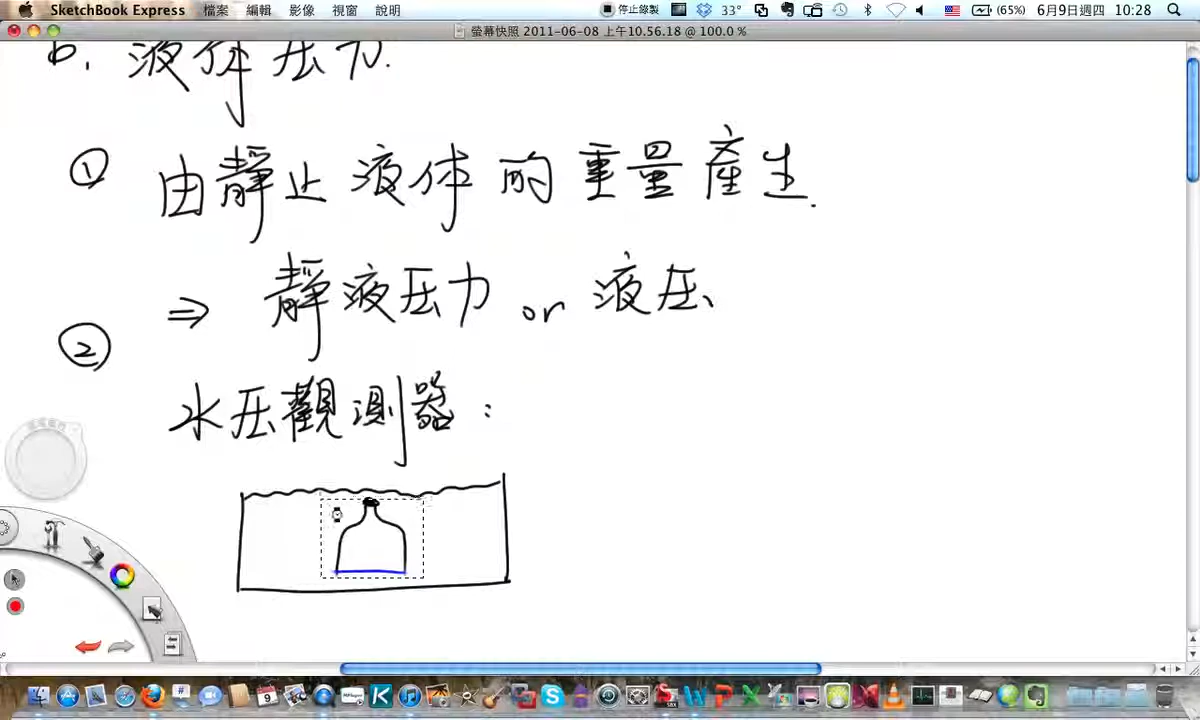 SketchBook Express 檔案 編輯 影像 視窗 說明 停止錄製 33° (65%) 6月9日週四 10:28
螢幕快照 2011-06-08 上午10.56.18 @ 100.0 %
b. 液体压力.
① 由靜止液体的重量產生.
⇒ 靜液压力 or 液压
②
水压觀測器：